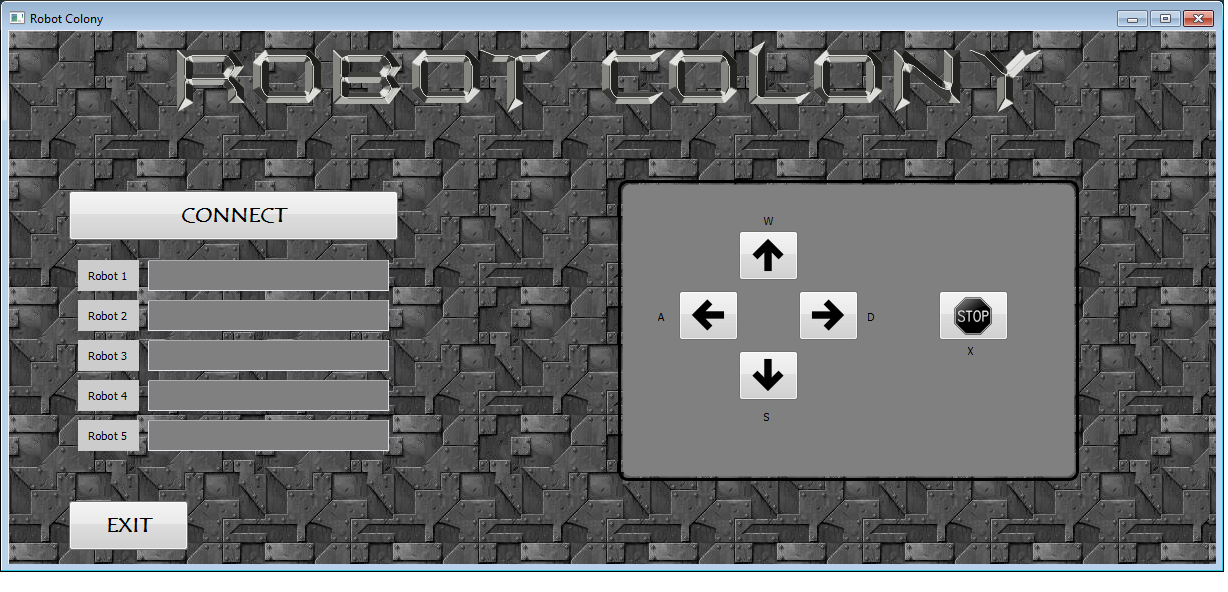 Robot Colony
ROBOT COLONY
CONNECT
Robot 1
Robot 2
Robot 3
Robot 4
Robot 5
EXIT
W
A
D
STOP
X
S